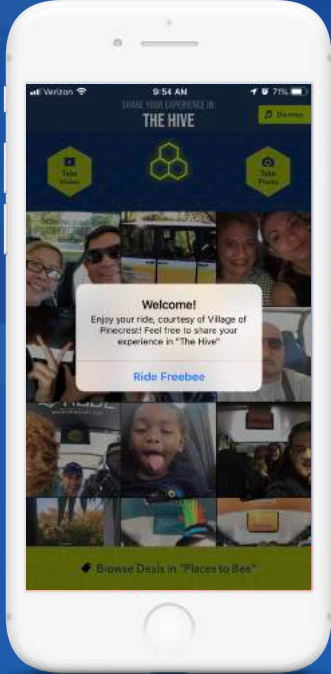 Verizon
9:54 AM
71%
SHARE YOUR EXPERIENCE IN:
THE HIVE
Dismiss
Take
Video
Take
Photo
Welcome!
Enjoy your ride, courtesy of Village of
Pinecrest! Feel free to share your
experience in "The Hive"
Ride Freebee
Browse Deals in "Places to Bee"